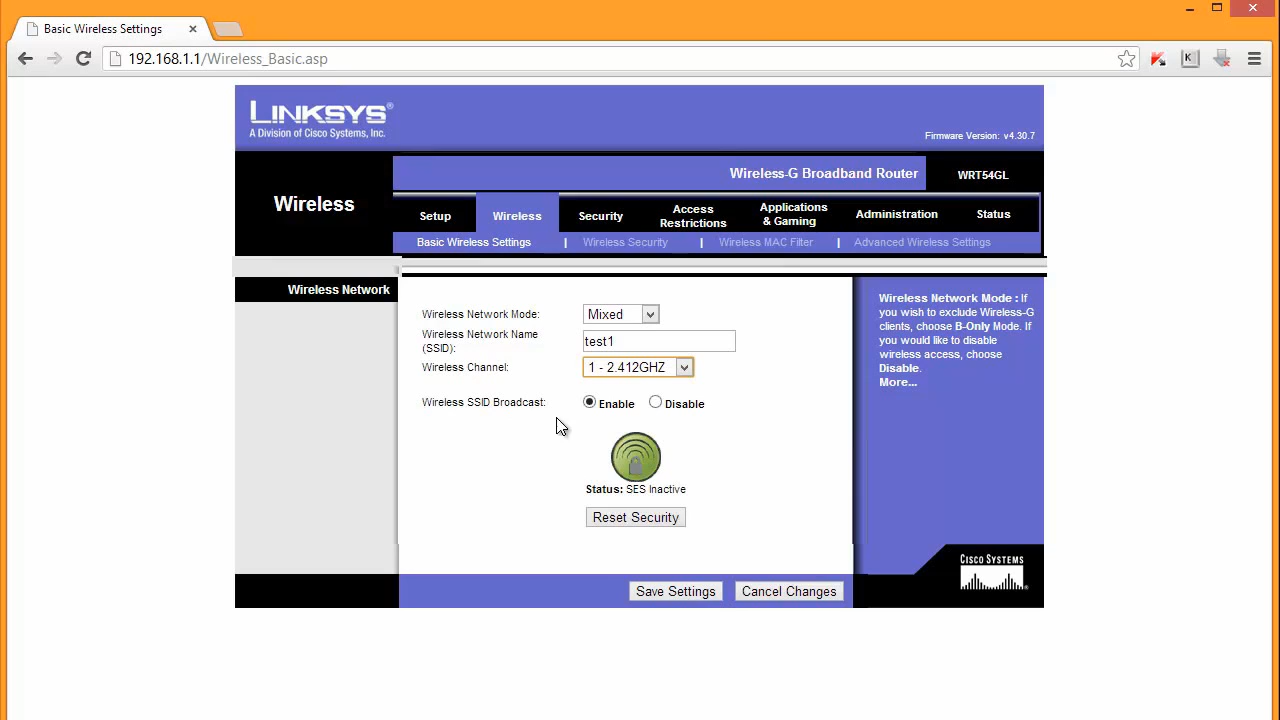 Basic Wireless Settings
192.168.1.1/Wireless_Basic.asp
LINKSYS®
A Division of Cisco Systems, Inc.
Firmware Version: v4.30.7
Wireless-G Broadband Router WRT54GL
Wireless
Setup Wireless Security Access Restrictions Applications & Gaming Administration Status
Basic Wireless Settings | Wireless Security | Wireless MAC Filter | Advanced Wireless Settings
Wireless Network
Wireless Network Mode: Mixed
Wireless Network Name
(SSID): test1
Wireless Channel: 1 - 2.412GHZ
Wireless SSID Broadcast: Enable Disable
Status: SES Inactive
Reset Security
Wireless Network Mode : If
you wish to exclude Wireless-G
clients, choose B-Only Mode. If
you would like to disable
wireless access, choose
Disable.
More...
CISCO SYSTEMS
Save Settings Cancel Changes